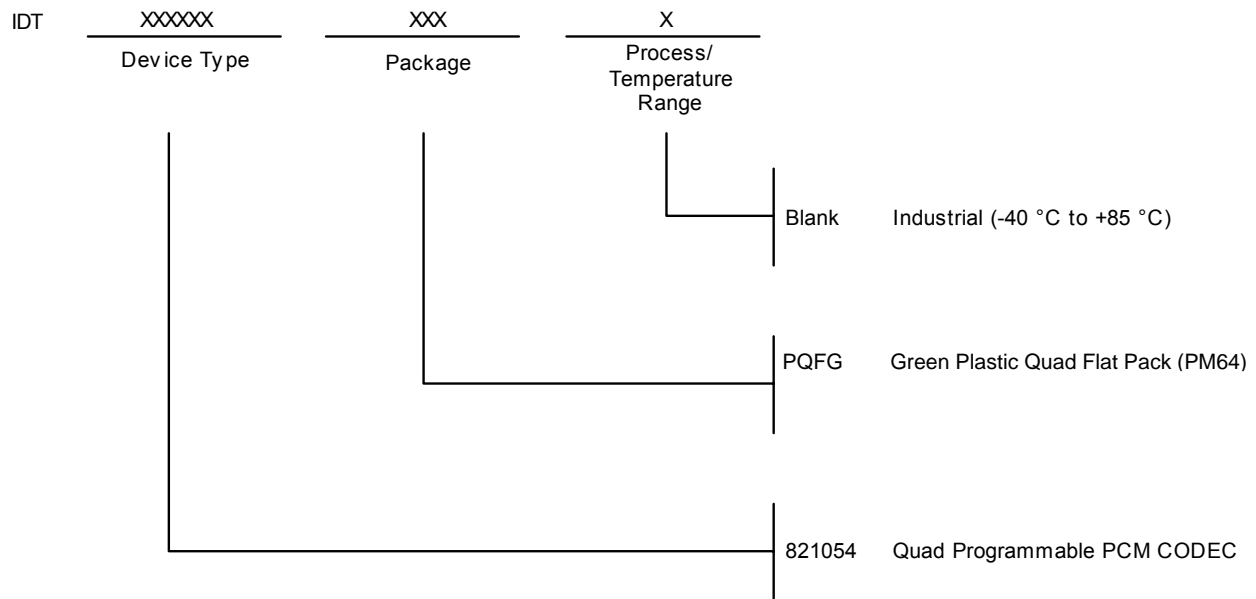 IDT XXXXXX XXX X
Device Type Package Process/
Temperature
Range
Blank Industrial (-40 °C to +85 °C)
PQFG Green Plastic Quad Flat Pack (PM64)
821054 Quad Programmable PCM CODEC